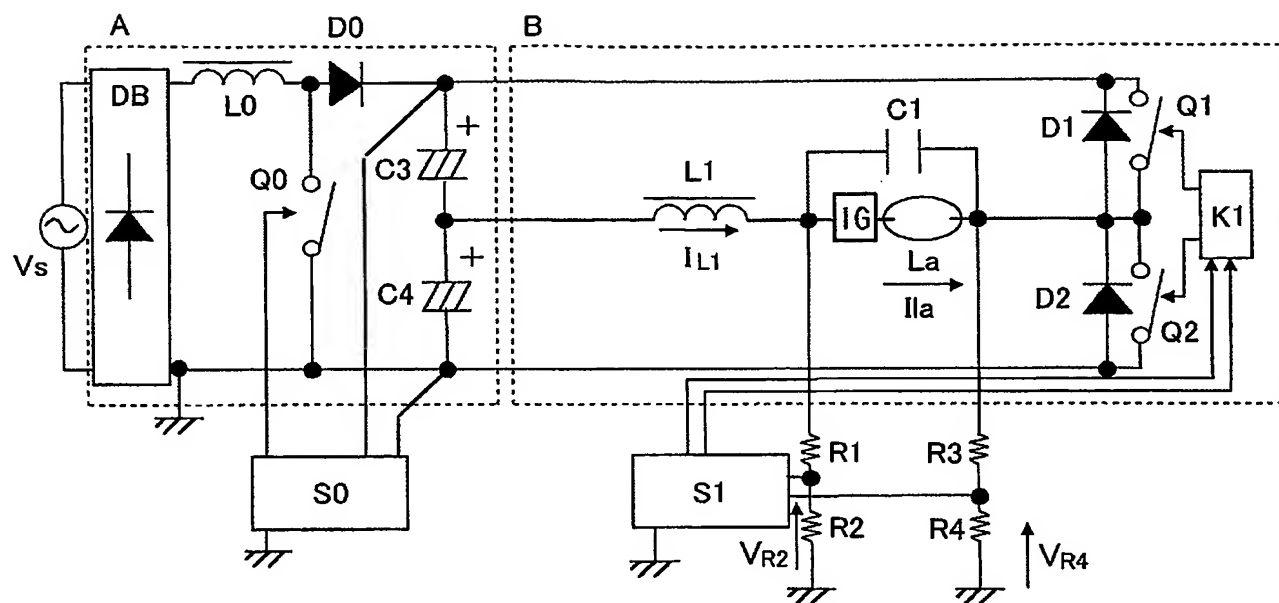 A
B
D0
DB
L0
C1
Q1
D1
C3
+
Q0
L1
IG
K1
Vs
IL1
La
C4
+
Ila
D2
Q2
R1
R3
S0
S1
R2
R4
VR2
VR4